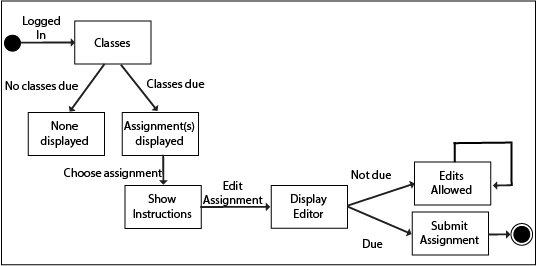 Logged
In
Classes
No classes due
Classes due
None
displayed
Assignment(s)
displayed
Choose assignment
Show
Instructions
Edit
Assignment
Display
Editor
Not due
Edits
Allowed
Due
Submit
Assignment